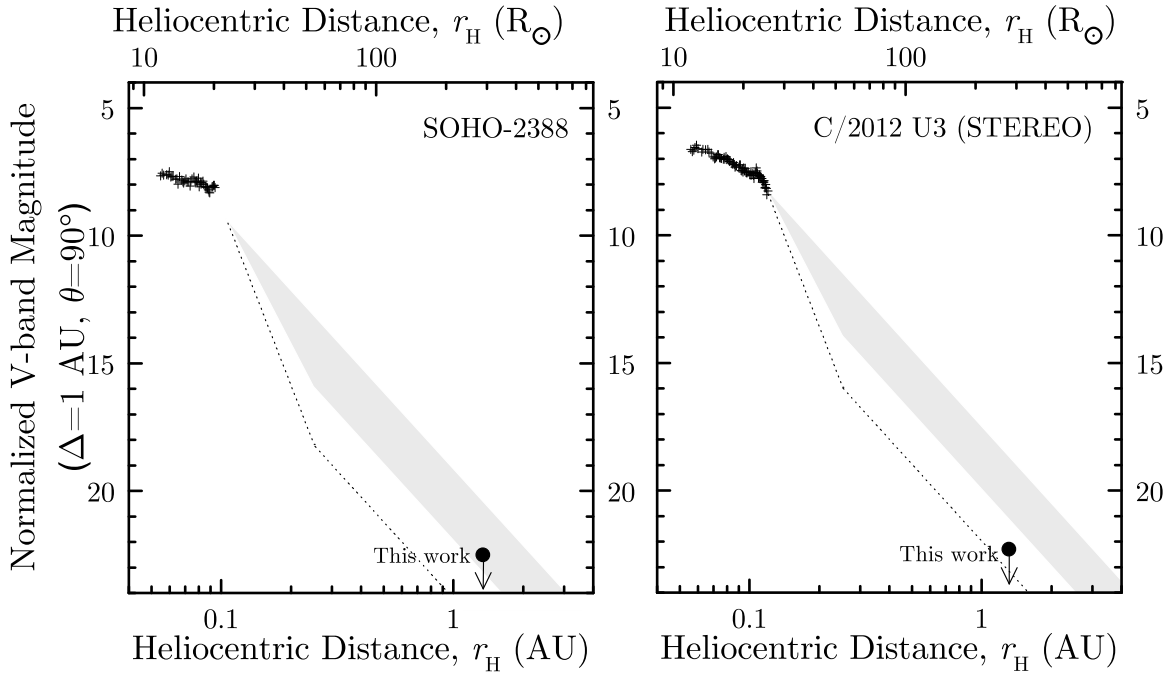 Heliocentric Distance, r_H (R_☉)
10 100
5
10
15
20
SOHO-2388
This work
0.1 1
Heliocentric Distance, r_H (AU)
Normalized V-band Magnitude
(Δ=1 AU, θ=90°)
5
10
15
20
Heliocentric Distance, r_H (R_☉)
10 100
C/2012 U3 (STEREO)
This work
5
10
15
20
0.1 1
Heliocentric Distance, r_H (AU)